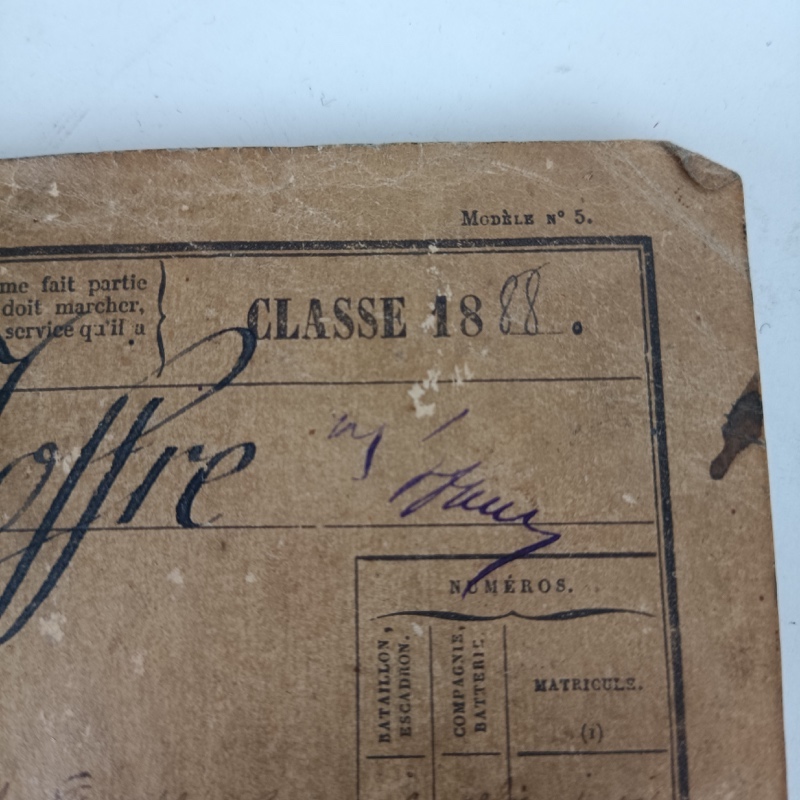 MODÈLE N° 5.
me fait partie
doit marcher,
service qu'il a
CLASSE 1888.
offre
NUMÉROS.
BATAILLON,
ESCADRON.
COMPAGNIE,
BATTERIE.
MATRICULE.
(1)